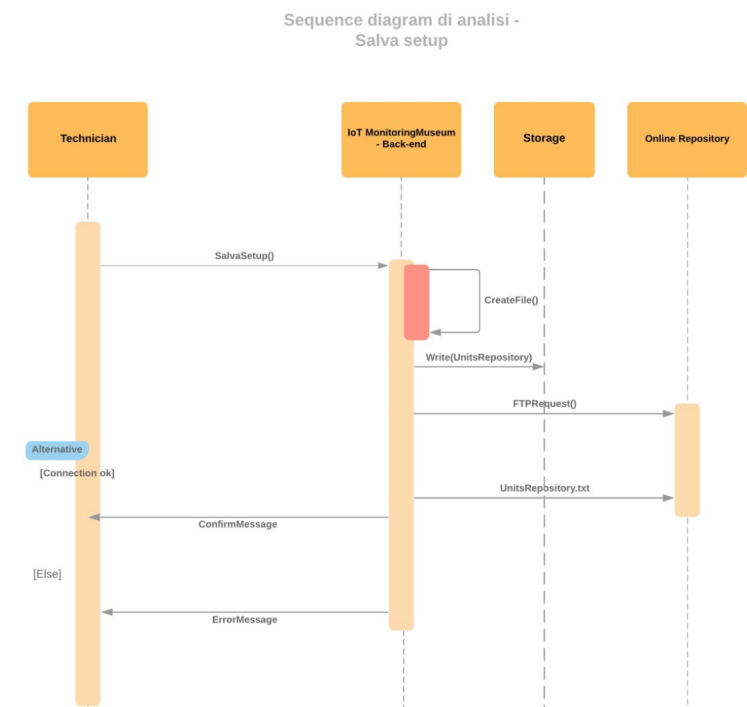 Sequence diagram di analisi -
Salva setup
Technician
IoT MonitoringMuseum
- Back-end
Storage
Online Repository
SalvaSetup()
CreateFile()
Write(UnitsRepository)
FTPRequest()
Alternative
[Connection ok]
UnitsRepository.txt
ConfirmMessage
[Else]
ErrorMessage